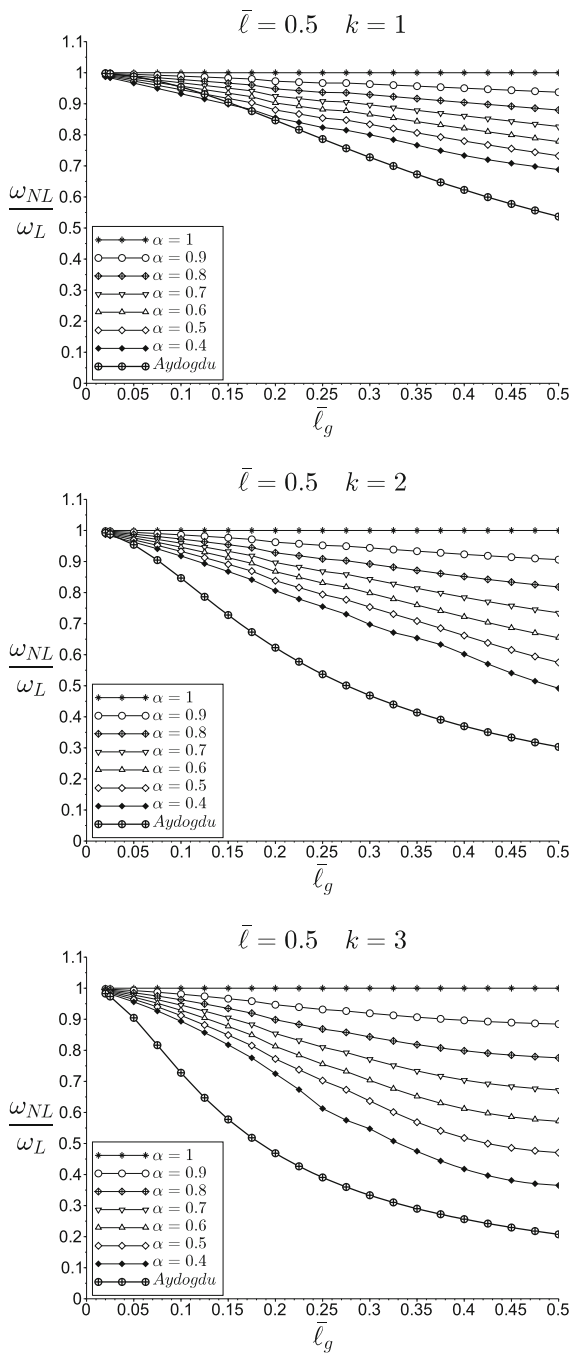 ℓ̄ = 0.5 k = 1
1.1
1
0.9
0.8
0.7
0.6
0.5
0.4
0.3
0.2
0.1
0
ω_NL
ω_L
α = 1
α = 0.9
α = 0.8
α = 0.7
α = 0.6
α = 0.5
α = 0.4
Aydogdu
0 0.05 0.1 0.15 0.2 0.25 0.3 0.35 0.4 0.45 0.5
ℓ̄_g
ℓ̄ = 0.5 k = 2
1.1
1
0.9
0.8
0.7
0.6
0.5
0.4
0.3
0.2
0.1
0
ω_NL
ω_L
α = 1
α = 0.9
α = 0.8
α = 0.7
α = 0.6
α = 0.5
α = 0.4
Aydogdu
0 0.05 0.1 0.15 0.2 0.25 0.3 0.35 0.4 0.45 0.5
ℓ̄_g
ℓ̄ = 0.5 k = 3
1.1
1
0.9
0.8
0.7
0.6
0.5
0.4
0.3
0.2
0.1
0
ω_NL
ω_L
α = 1
α = 0.9
α = 0.8
α = 0.7
α = 0.6
α = 0.5
α = 0.4
Aydogdu
0 0.05 0.1 0.15 0.2 0.25 0.3 0.35 0.4 0.45 0.5
ℓ̄_g